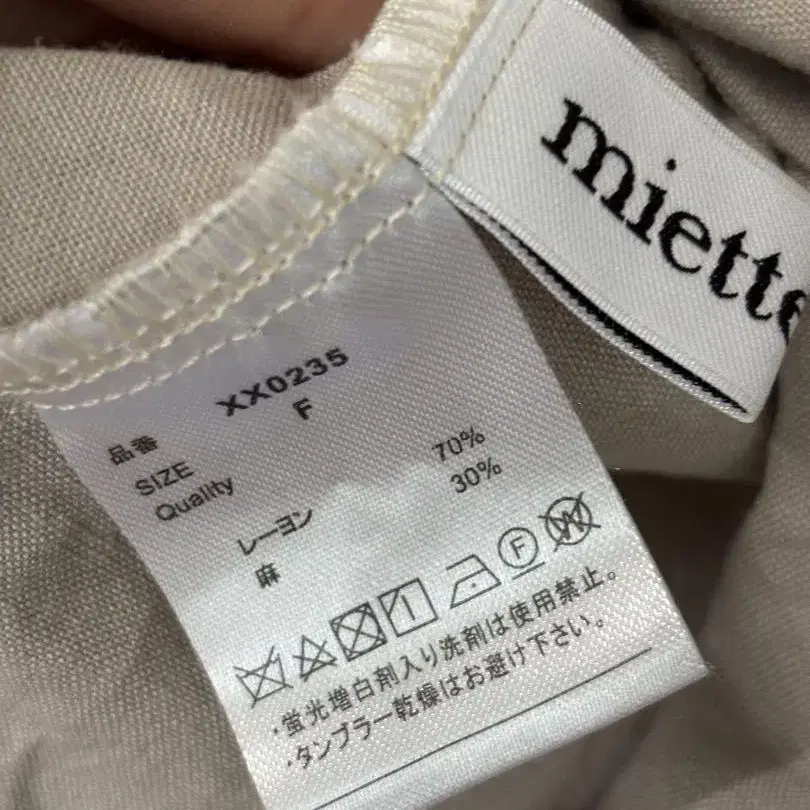 miette
品番 XX0235
SIZE F
Quality
レーヨン 70%
麻 30%
F W
・蛍光増白剤入り洗剤は使用禁止。
・タンブラー乾燥はお避け下さい。